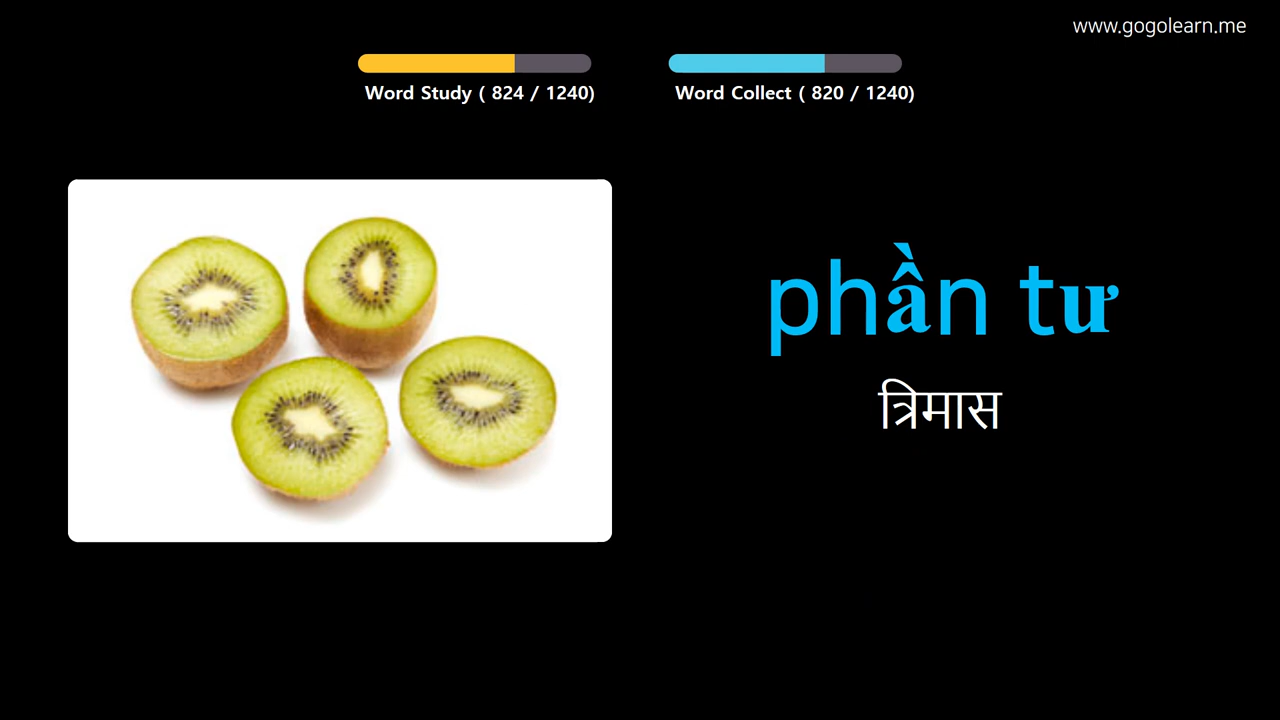 www.gogolearn.me
Word Study ( 824 / 1240)
Word Collect ( 820 / 1240)
phần tư
त्रिमास